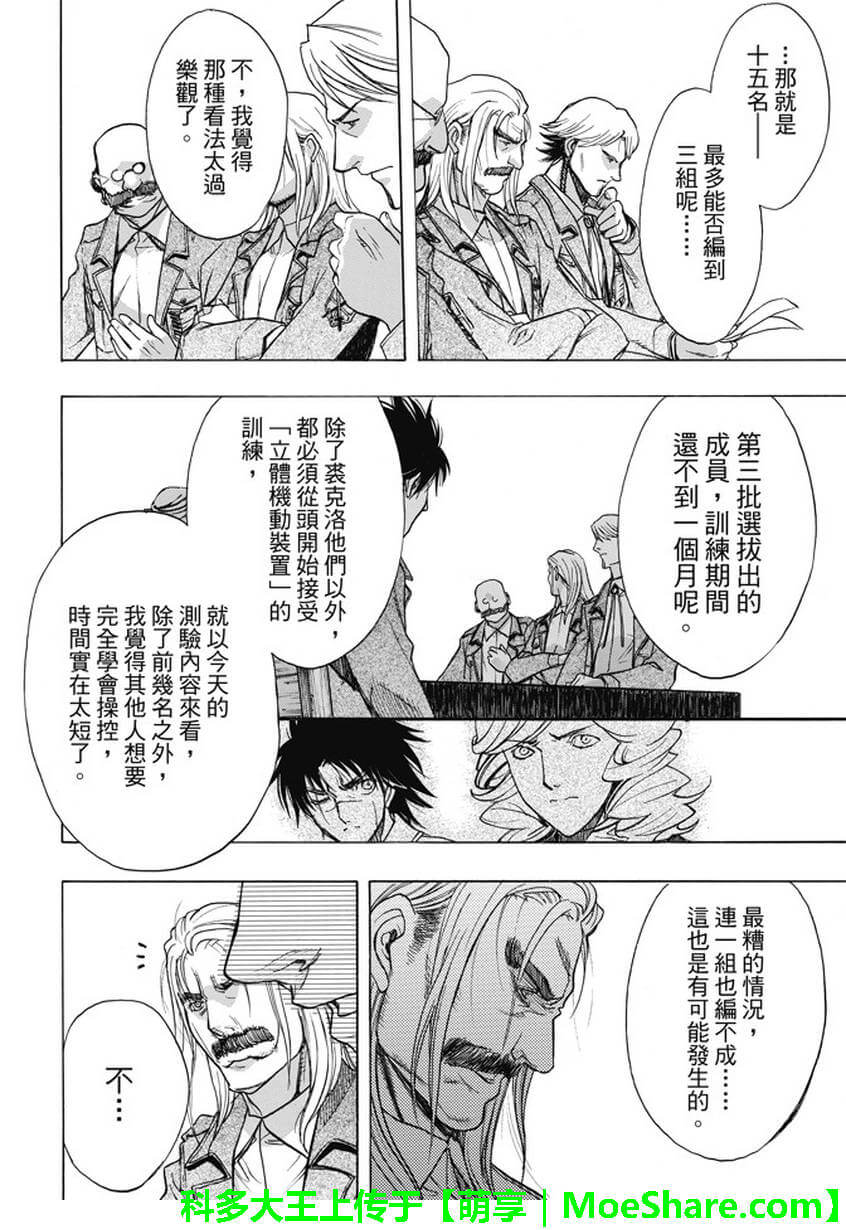 …那就是
十五名——
最多能否編到
三組呢……
不，我覺得
那種看法太過
樂觀了。
第三批選拔出的
成員，訓練期間
還不到一個月呢。
除了裘克洛他們以外，
都必須從頭開始接受
「立體機動裝置」的
訓練，
就以今天的
測驗內容來看，
除了前幾名之外，
我覺得其他人想要
完全學會操控，
時間實在太短了。
最糟的情況，
連一組也編不成……
這也是有可能發生的。
不…
科多大王上传于【萌享｜MoeShare.com】